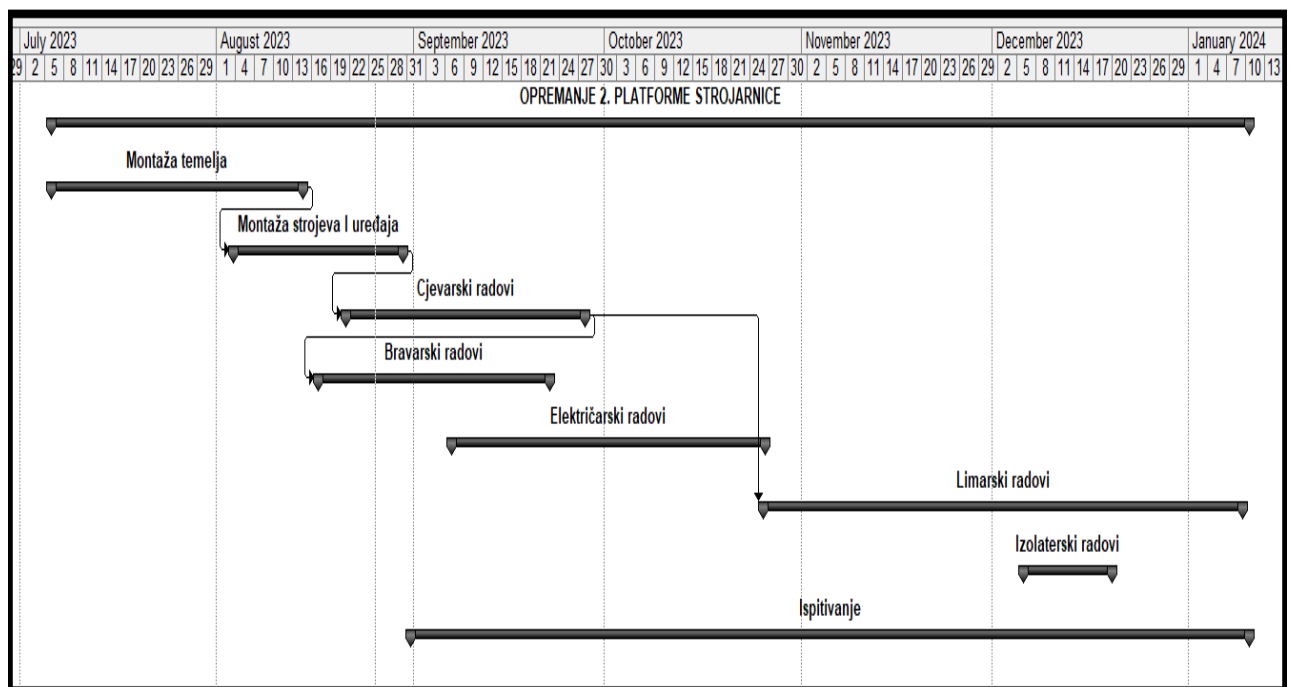 July 2023 August 2023 September 2023 October 2023 November 2023 December 2023 January 2024
29 2 5 8 11 14 17 20 23 26 29 1 4 7 10 13 16 19 22 25 28 31 3 6 9 12 15 18 21 24 27 30 3 6 9 12 15 18 21 24 27 30 2 5 8 11 14 17 20 23 26 29 2 5 8 11 14 17 20 23 26 29 1 4 7 10 13
OPREMANJE 2. PLATFORME STROJARNICE
Montaža temelja
Montaža strojeva I uređaja
Cjevarski radovi
Bravarski radovi
Električarski radovi
Limarski radovi
Izolaterski radovi
Ispitivanje